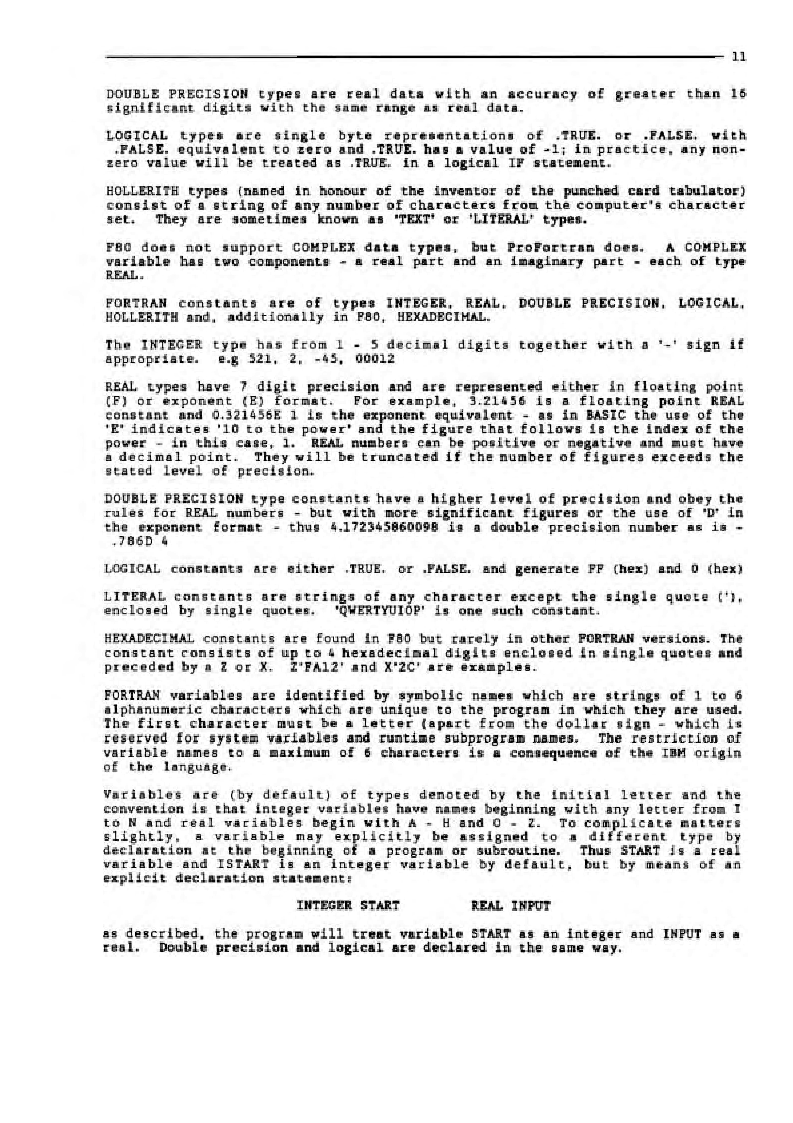 11
DOUBLE PRECISION types are real data with an accuracy of greater than 16
significant digits with the same range as real data.
LOGICAL types are single byte representations of .TRUE. or .FALSE. with
.FALSE. equivalent to zero and .TRUE. has a value of -1; in practice, any non-
zero value will be treated as .TRUE. in a logical IF statement.
HOLLERITH types (named in honour of the inventor of the punched card tabulator)
consist of a string of any number of characters from the computer's character
set. They are sometimes known as 'TEXT' or 'LITERAL' types.
F80 does not support COMPLEX data types, but ProFortran does. A COMPLEX
variable has two components - a real part and an imaginary part - each of type
REAL.
FORTRAN constants are of types INTEGER, REAL, DOUBLE PRECISION, LOGICAL,
HOLLERITH and, additionally in F80, HEXADECIMAL.
The INTEGER type has from 1 - 5 decimal digits together with a '-' sign if
appropriate. e.g 521, 2, -45, 00012
REAL types have 7 digit precision and are represented either in floating point
(F) or exponent (E) format. For example, 3.21456 is a floating point REAL
constant and 0.321456E 1 is the exponent equivalent - as in BASIC the use of the
'E' indicates '10 to the power' and the figure that follows is the index of the
power - in this case, 1. REAL numbers can be positive or negative and must have
a decimal point. They will be truncated if the number of figures exceeds the
stated level of precision.
DOUBLE PRECISION type constants have a higher level of precision and obey the
rules for REAL numbers - but with more significant figures or the use of 'D' in
the exponent format - thus 4.172345860098 is a double precision number as is -
.786D 4
LOGICAL constants are either .TRUE. or .FALSE. and generate FF (hex) and 0 (hex)
LITERAL constants are strings of any character except the single quote ('),
enclosed by single quotes. 'QWERTYUIOP' is one such constant.
HEXADECIMAL constants are found in F80 but rarely in other FORTRAN versions. The
constant consists of up to 4 hexadecimal digits enclosed in single quotes and
preceded by a Z or X. Z'FA12' and X'2C' are examples.
FORTRAN variables are identified by symbolic names which are strings of 1 to 6
alphanumeric characters which are unique to the program in which they are used.
The first character must be a letter (apart from the dollar sign - which is
reserved for system variables and runtime subprogram names. The restriction of
variable names to a maximum of 6 characters is a consequence of the IBM origin
of the language.
Variables are (by default) of types denoted by the initial letter and the
convention is that integer variables have names beginning with any letter from I
to N and real variables begin with A - H and O - Z. To complicate matters
slightly, a variable may explicitly be assigned to a different type by
declaration at the beginning of a program or subroutine. Thus START is a real
variable and ISTART is an integer variable by default, but by means of an
explicit declaration statement:
INTEGER START REAL INPUT
as described, the program will treat variable START as an integer and INPUT as a
real. Double precision and logical are declared in the same way.